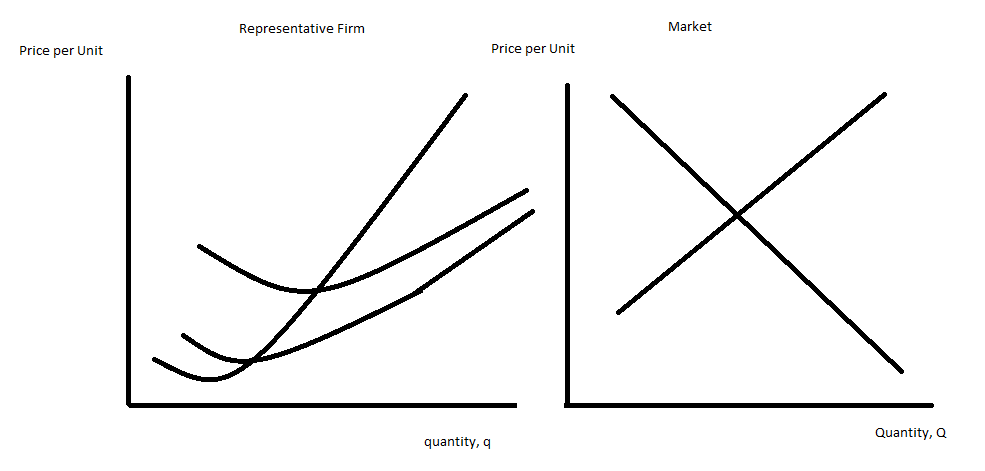 Representative Firm
Market
Price per Unit
Price per Unit
quantity, q
Quantity, Q